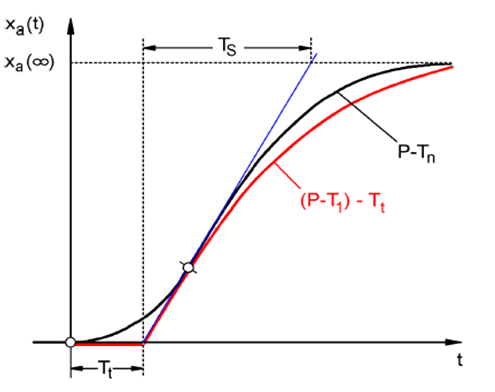 xₐ(t)
Tₛ
xₐ(∞)
P-Tₙ
(P-T₁) - Tₜ
t
Tₜ